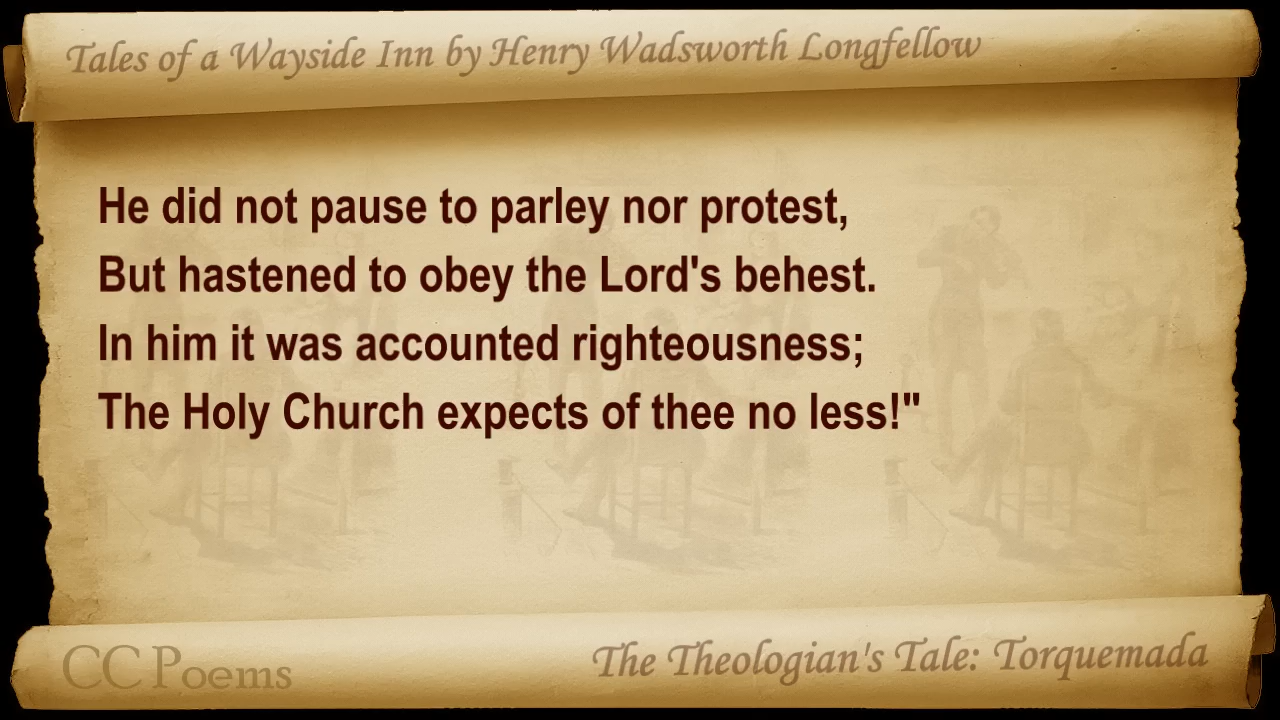 Tales of a Wayside Inn by Henry Wadsworth Longfellow
He did not pause to parley nor protest,
But hastened to obey the Lord's behest.
In him it was accounted righteousness;
The Holy Church expects of thee no less!"
CC Poems
The Theologian's Tale: Torquemada